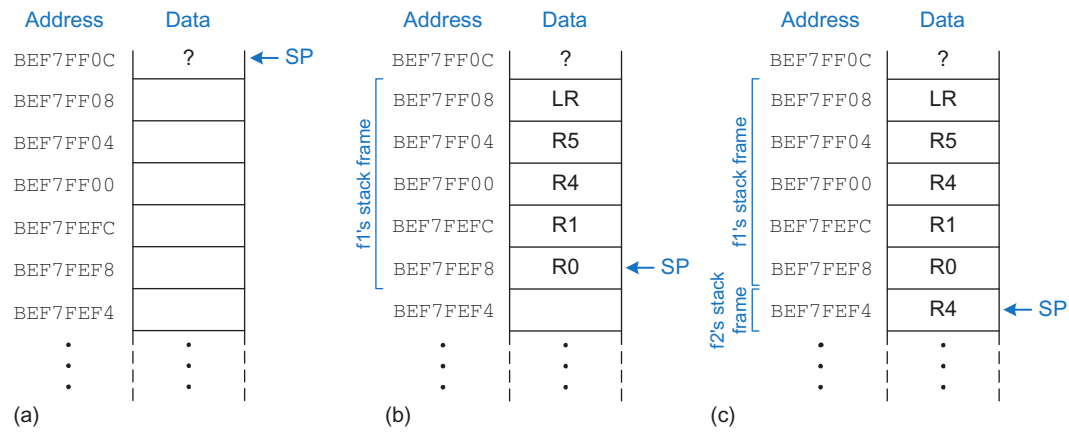 Address Data
BEF7FF0C ? SP
BEF7FF08
BEF7FF04
BEF7FF00
BEF7FEFC
BEF7FEF8
BEF7FEF4
(a)
Address Data
BEF7FF0C ?
BEF7FF08 LR
BEF7FF04 R5
BEF7FF00 R4
BEF7FEFC R1
BEF7FEF8 R0 SP
BEF7FEF4
f1's stack frame
(b)
Address Data
BEF7FF0C ?
BEF7FF08 LR
BEF7FF04 R5
BEF7FF00 R4
BEF7FEFC R1
BEF7FEF8 R0
BEF7FEF4 R4 SP
f1's stack frame
f2's stack
frame
(c)